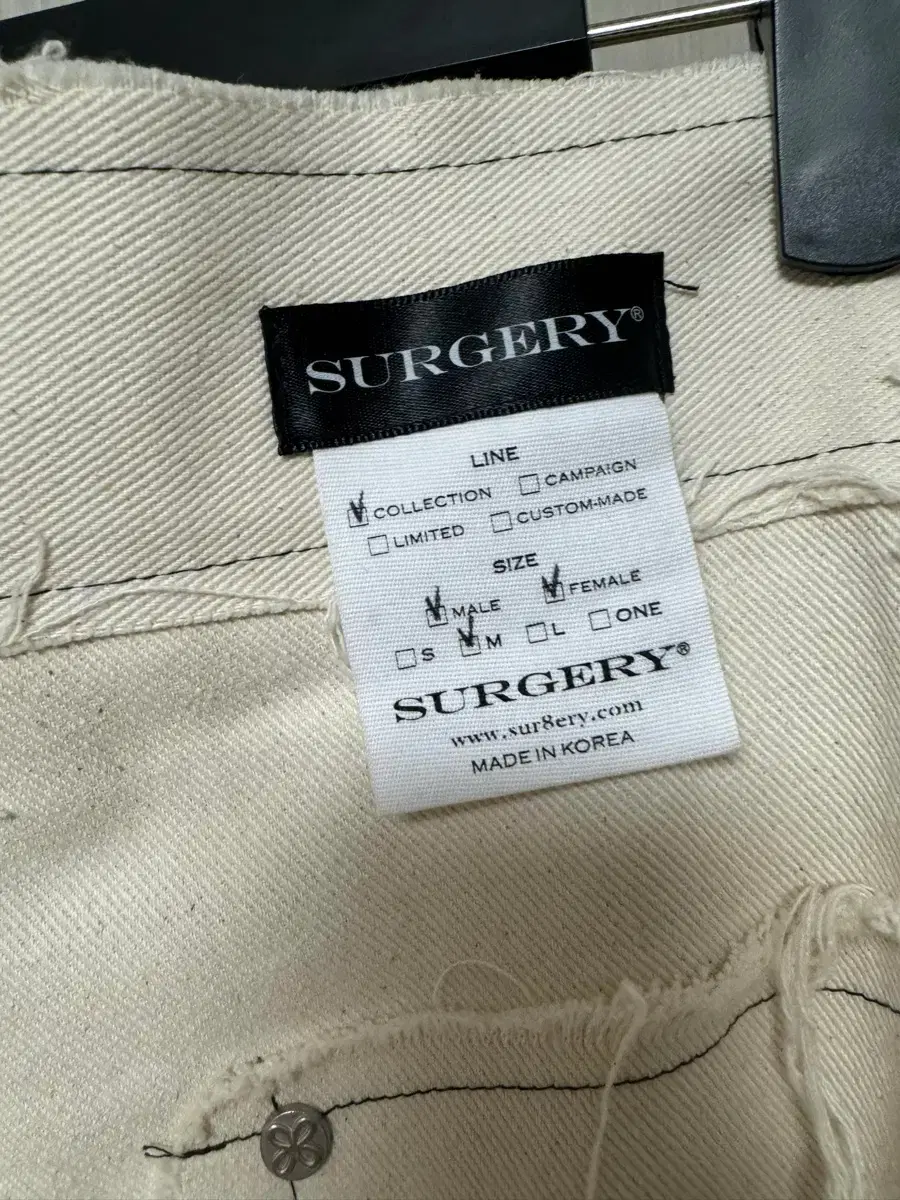 SURGERY®
LINE
☑ COLLECTION ☐ CAMPAIGN
☐ LIMITED ☐ CUSTOM-MADE
SIZE
☑ MALE ☑ FEMALE
☐ S ☑ M ☐ L ☐ ONE
SURGERY®
www.sur8ery.com
MADE IN KOREA